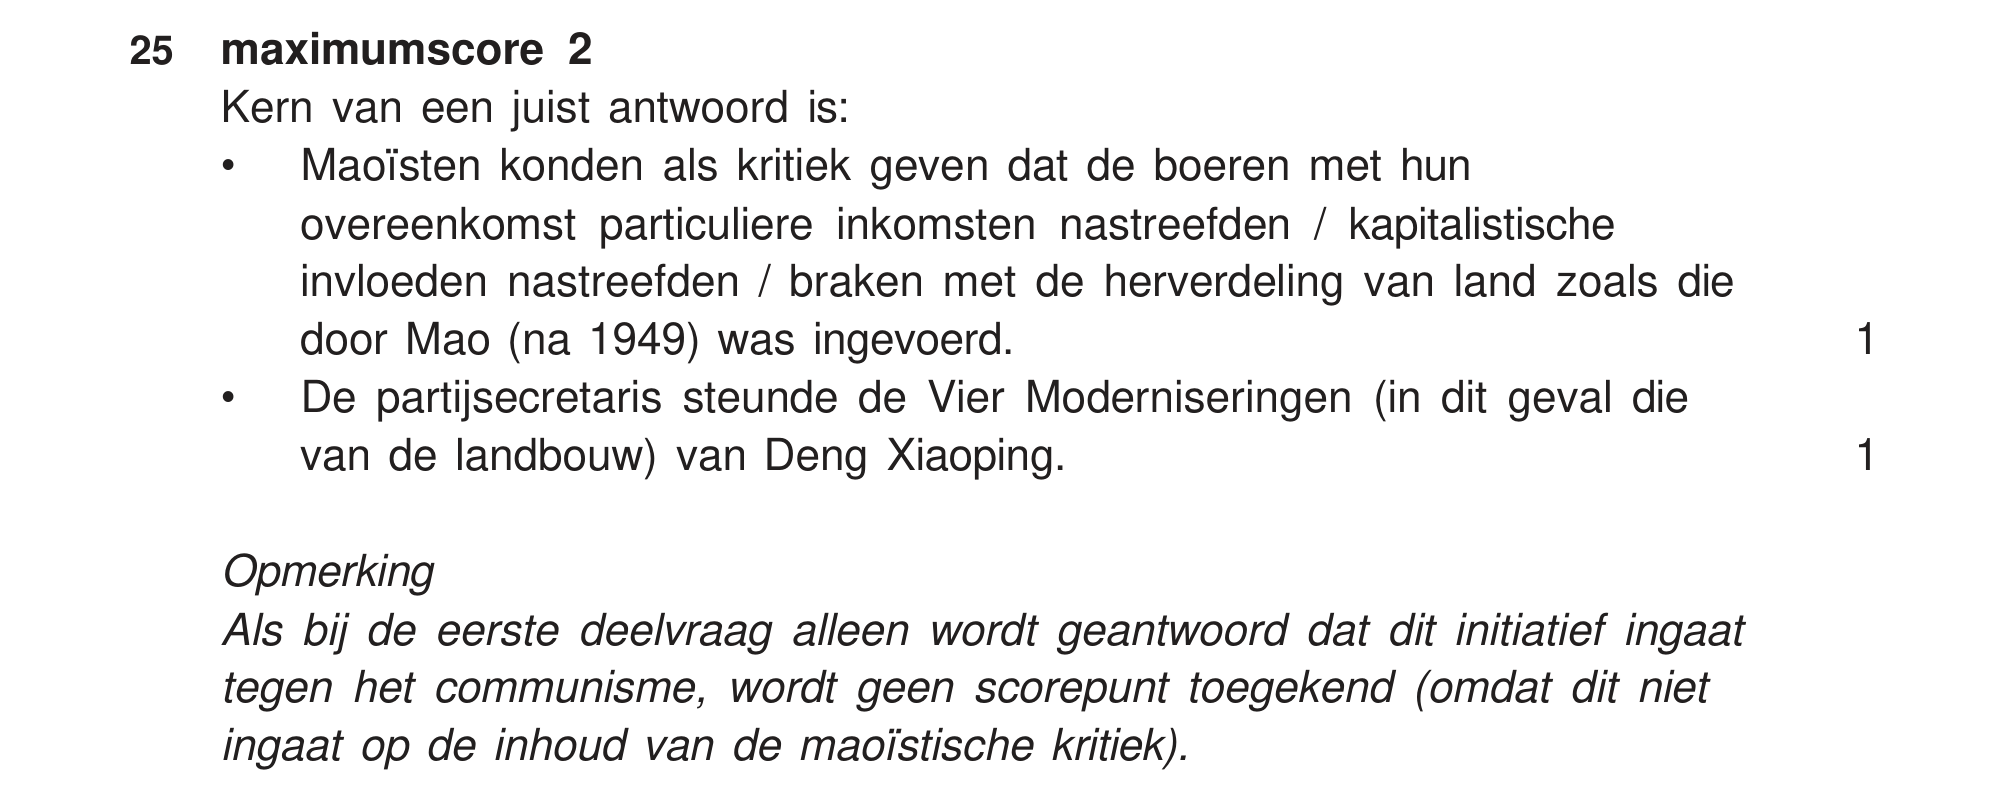 25 maximumscore 2
Kern van een juist antwoord is:
• Maoïsten konden als kritiek geven dat de boeren met hun
overeenkomst particuliere inkomsten nastreefden / kapitalistische
invloeden nastreefden / braken met de herverdeling van land zoals die
door Mao (na 1949) was ingevoerd. 1
• De partijsecretaris steunde de Vier Moderniseringen (in dit geval die
van de landbouw) van Deng Xiaoping. 1
Opmerking
Als bij de eerste deelvraag alleen wordt geantwoord dat dit initiatief ingaat
tegen het communisme, wordt geen scorepunt toegekend (omdat dit niet
ingaat op de inhoud van de maoïstische kritiek).